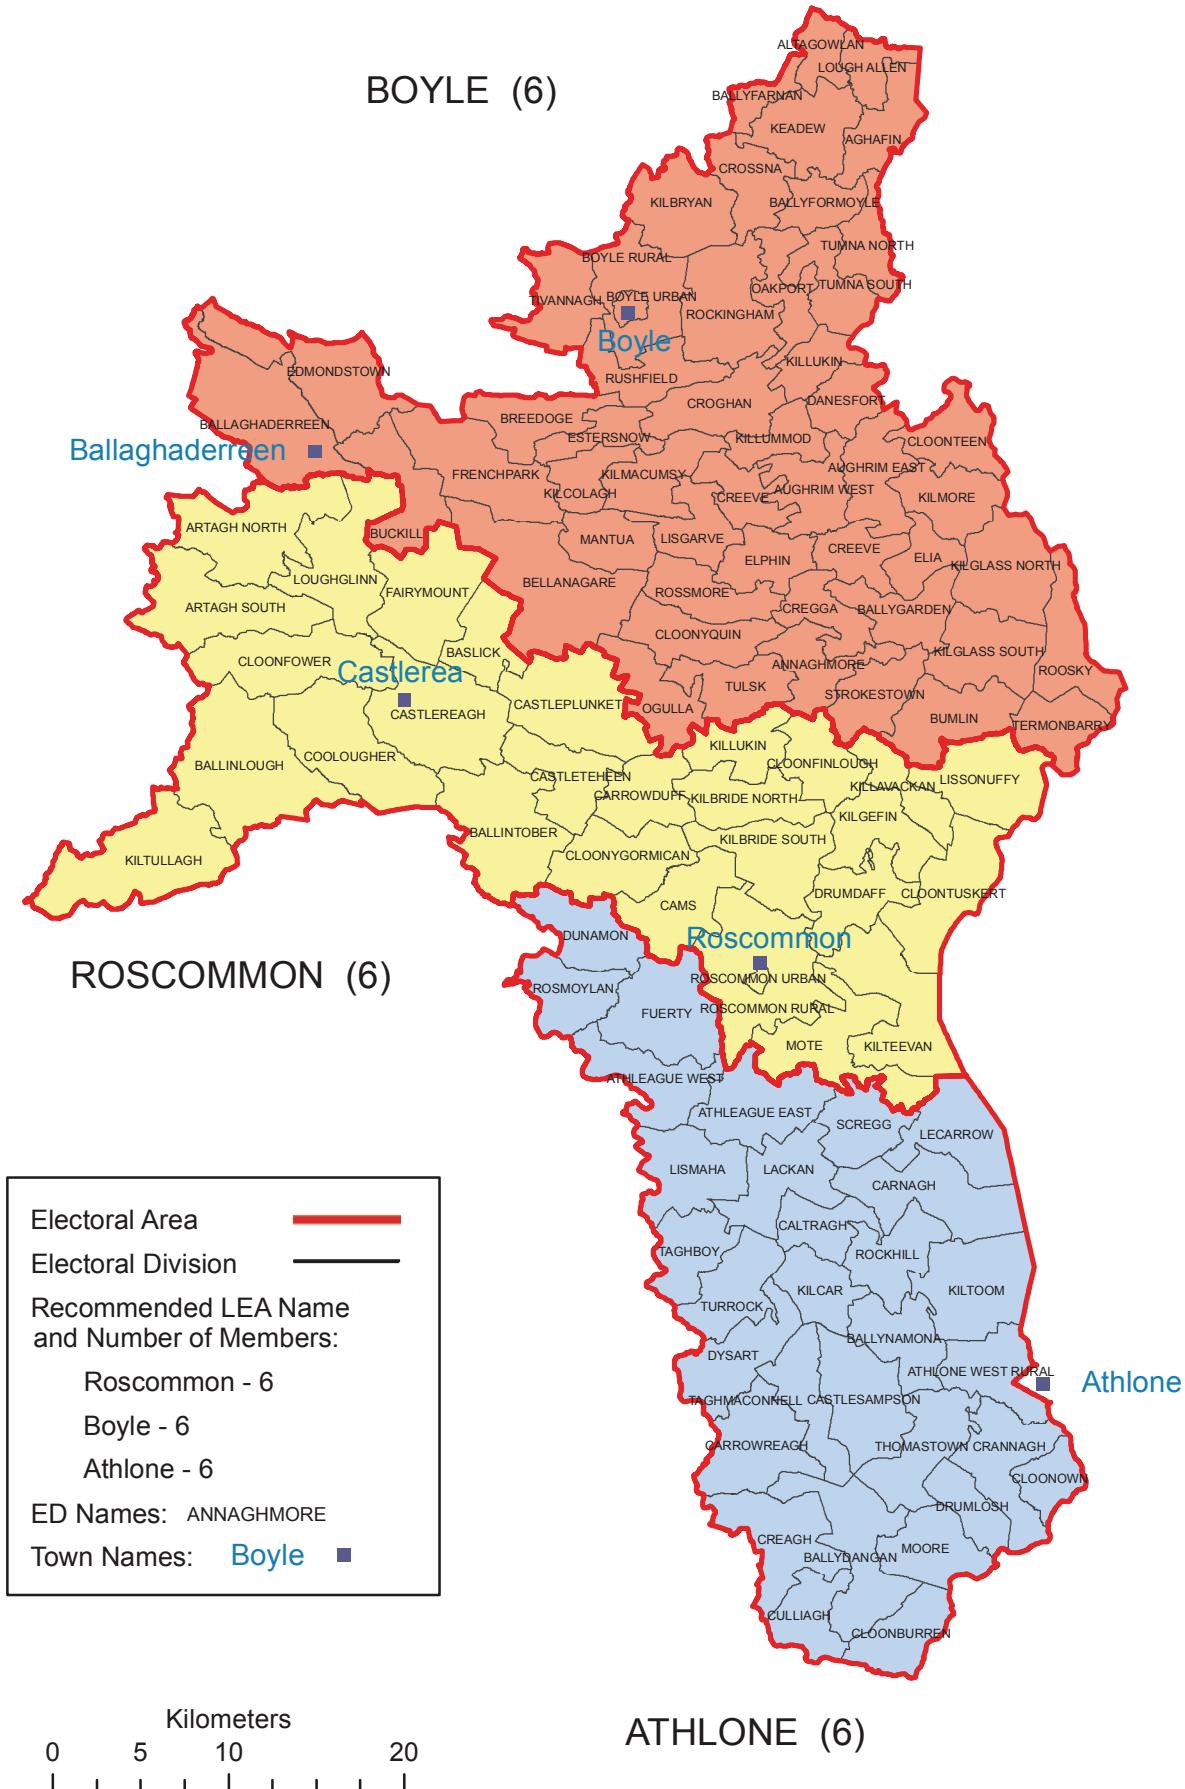 BOYLE (6)
ALTAGOWLAN
LOUGH ALLEN
BALLYFARNAN
KEADEW
AGHAFIN
CROSSNA
KILBRYAN
BALLYFORMOYLE
TUMNA NORTH
BOYLE RURAL
OAKPORT
TUMNA SOUTH
TIVANNAGH
BOYLE URBAN
ROCKINGHAM
Boyle
KILLUKIN
EDMONDSTOWN
RUSHFIELD
DANESFORT
CROGHAN
BREEDOGE
BALLAGHADERREEN
ESTERSNOW
KILLUMMOD
CLOONTEEN
Ballaghaderreen
FRENCHPARK
KILMACUMSY
AUGHRIM EAST
KILCOLAGH
CREEVE
AUGHRIM WEST
KILMORE
ARTAGH NORTH
BUCKILL
MANTUA
LISGARVE
CREEVE
ELPHIN
ELIA
KILGLASS NORTH
LOUGHGLINN
FAIRYMOUNT
BELLANAGARE
ROSSMORE
ARTAGH SOUTH
CREGGA
BALLYGARDEN
CLOONYQUIN
BASLICK
KILGLASS SOUTH
CLOONFOWER
Castlerea
ANNAGHMORE
ROOSKY
TULSK
STROKESTOWN
CASTLEPLUNKET
OGULLA
CASTLEREAGH
BUMLIN
TERMONBARRY
KILLUKIN
COOLOUGHER
BALLINLOUGH
CLOONFINLOUGH
CASTLETEHEEN
LISSONUFFY
KILLAVACKAN
CARROWDUFF
KILBRIDE NORTH
KILGEFIN
BALLINTOBER
KILBRIDE SOUTH
KILTULLAGH
CLOONYGORMICAN
DRUMDAFF
CLOONTUSKERT
CAMS
DUNAMON
Roscommon
ROSCOMMON (6)
ROSCOMMON URBAN
ROSMOYLAN
FUERTY
ROSCOMMON RURAL
MOTE
KILTEEVAN
ATHLEAGUE WEST
ATHLEAGUE EAST
SCREGG
LECARROW
LISMAHA
LACKAN
CARNAGH
CALTRAGH
TAGHBOY
ROCKHILL
KILCAR
KILTOOM
TURROCK
BALLYNAMONA
DYSART
ATHLONE WEST RURAL
Athlone
TAGHMACONNELL
CASTLESAMPSON
CARROWREAGH
THOMASTOWN
CRANNAGH
CLOONOWN
DRUMLOSH
CREAGH
MOORE
BALLYDANGAN
CULLIAGH
CLOONBURREN
Electoral Area
Electoral Division
Recommended LEA Name
and Number of Members:
Roscommon - 6
Boyle - 6
Athlone - 6
ED Names: ANNAGHMORE
Town Names: Boyle
Kilometers
0 5 10 20
ATHLONE (6)